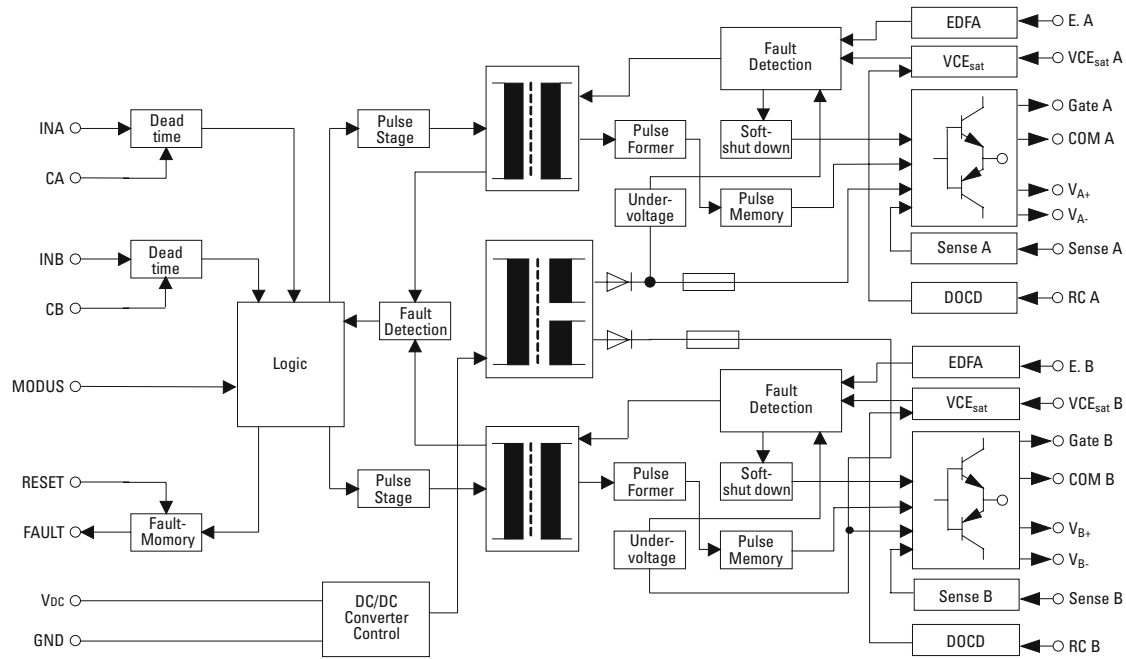 INA
CA
Dead
time
INB
CB
Dead
time
MODUS
RESET
FAULT
Fault-
Momory
VDC
GND
DC/DC
Converter
Control
Logic
Fault
Detection
Pulse
Stage
Pulse
Stage
Pulse
Former
Under-
voltage
Pulse
Memory
Fault
Detection
Soft-
shut down
EDFA
E. A
VCEsat
VCEsat A
Gate A
COM A
VA+
VA-
Sense A
Sense A
DOCD
RC A
Pulse
Former
Under-
voltage
Pulse
Memory
Fault
Detection
Soft-
shut down
EDFA
E. B
VCEsat
VCEsat B
Gate B
COM B
VB+
VB-
Sense B
Sense B
DOCD
RC B